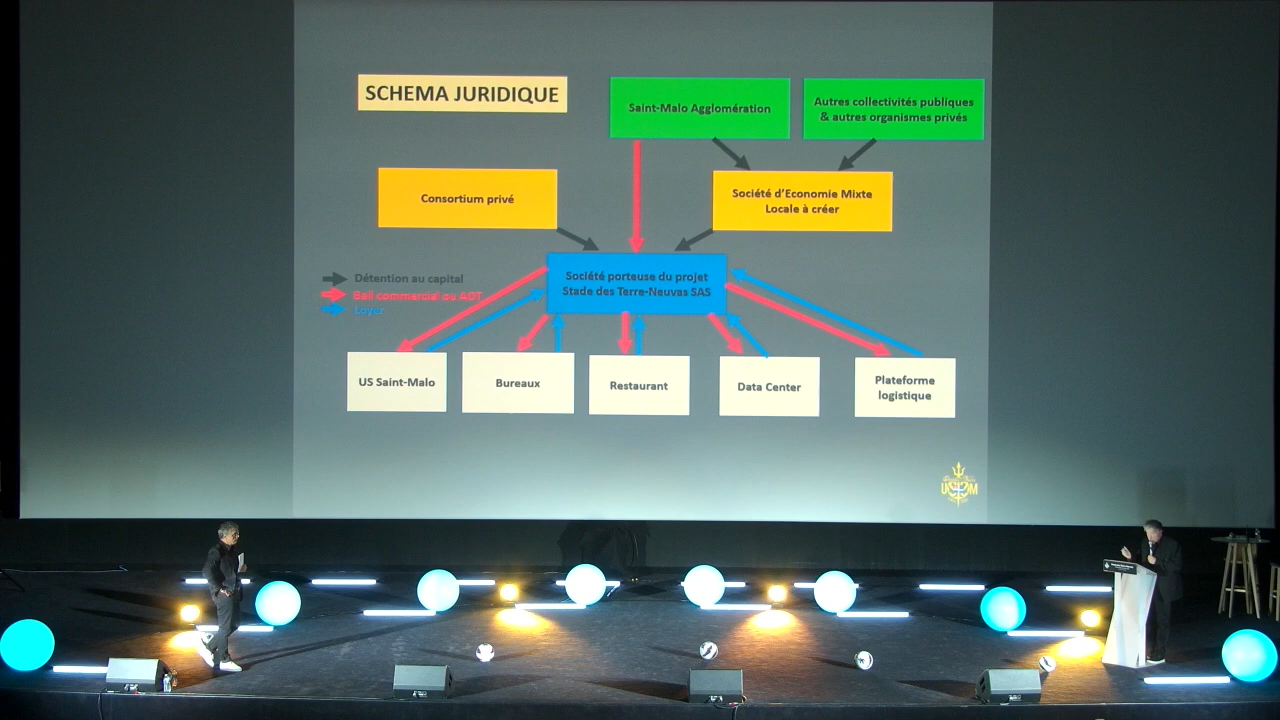 SCHEMA JURIDIQUE
Saint-Malo Agglomération
Autres collectivités publiques
& autres organismes privés
Consortium privé
Société d'Economie Mixte
Locale à créer
Société porteuse du projet
Stade des Terre-Neuvas SAS
Détention au capital
Bail commercial ou AOT
Loyer
US Saint-Malo
Bureaux
Restaurant
Data Center
Plateforme
logistique